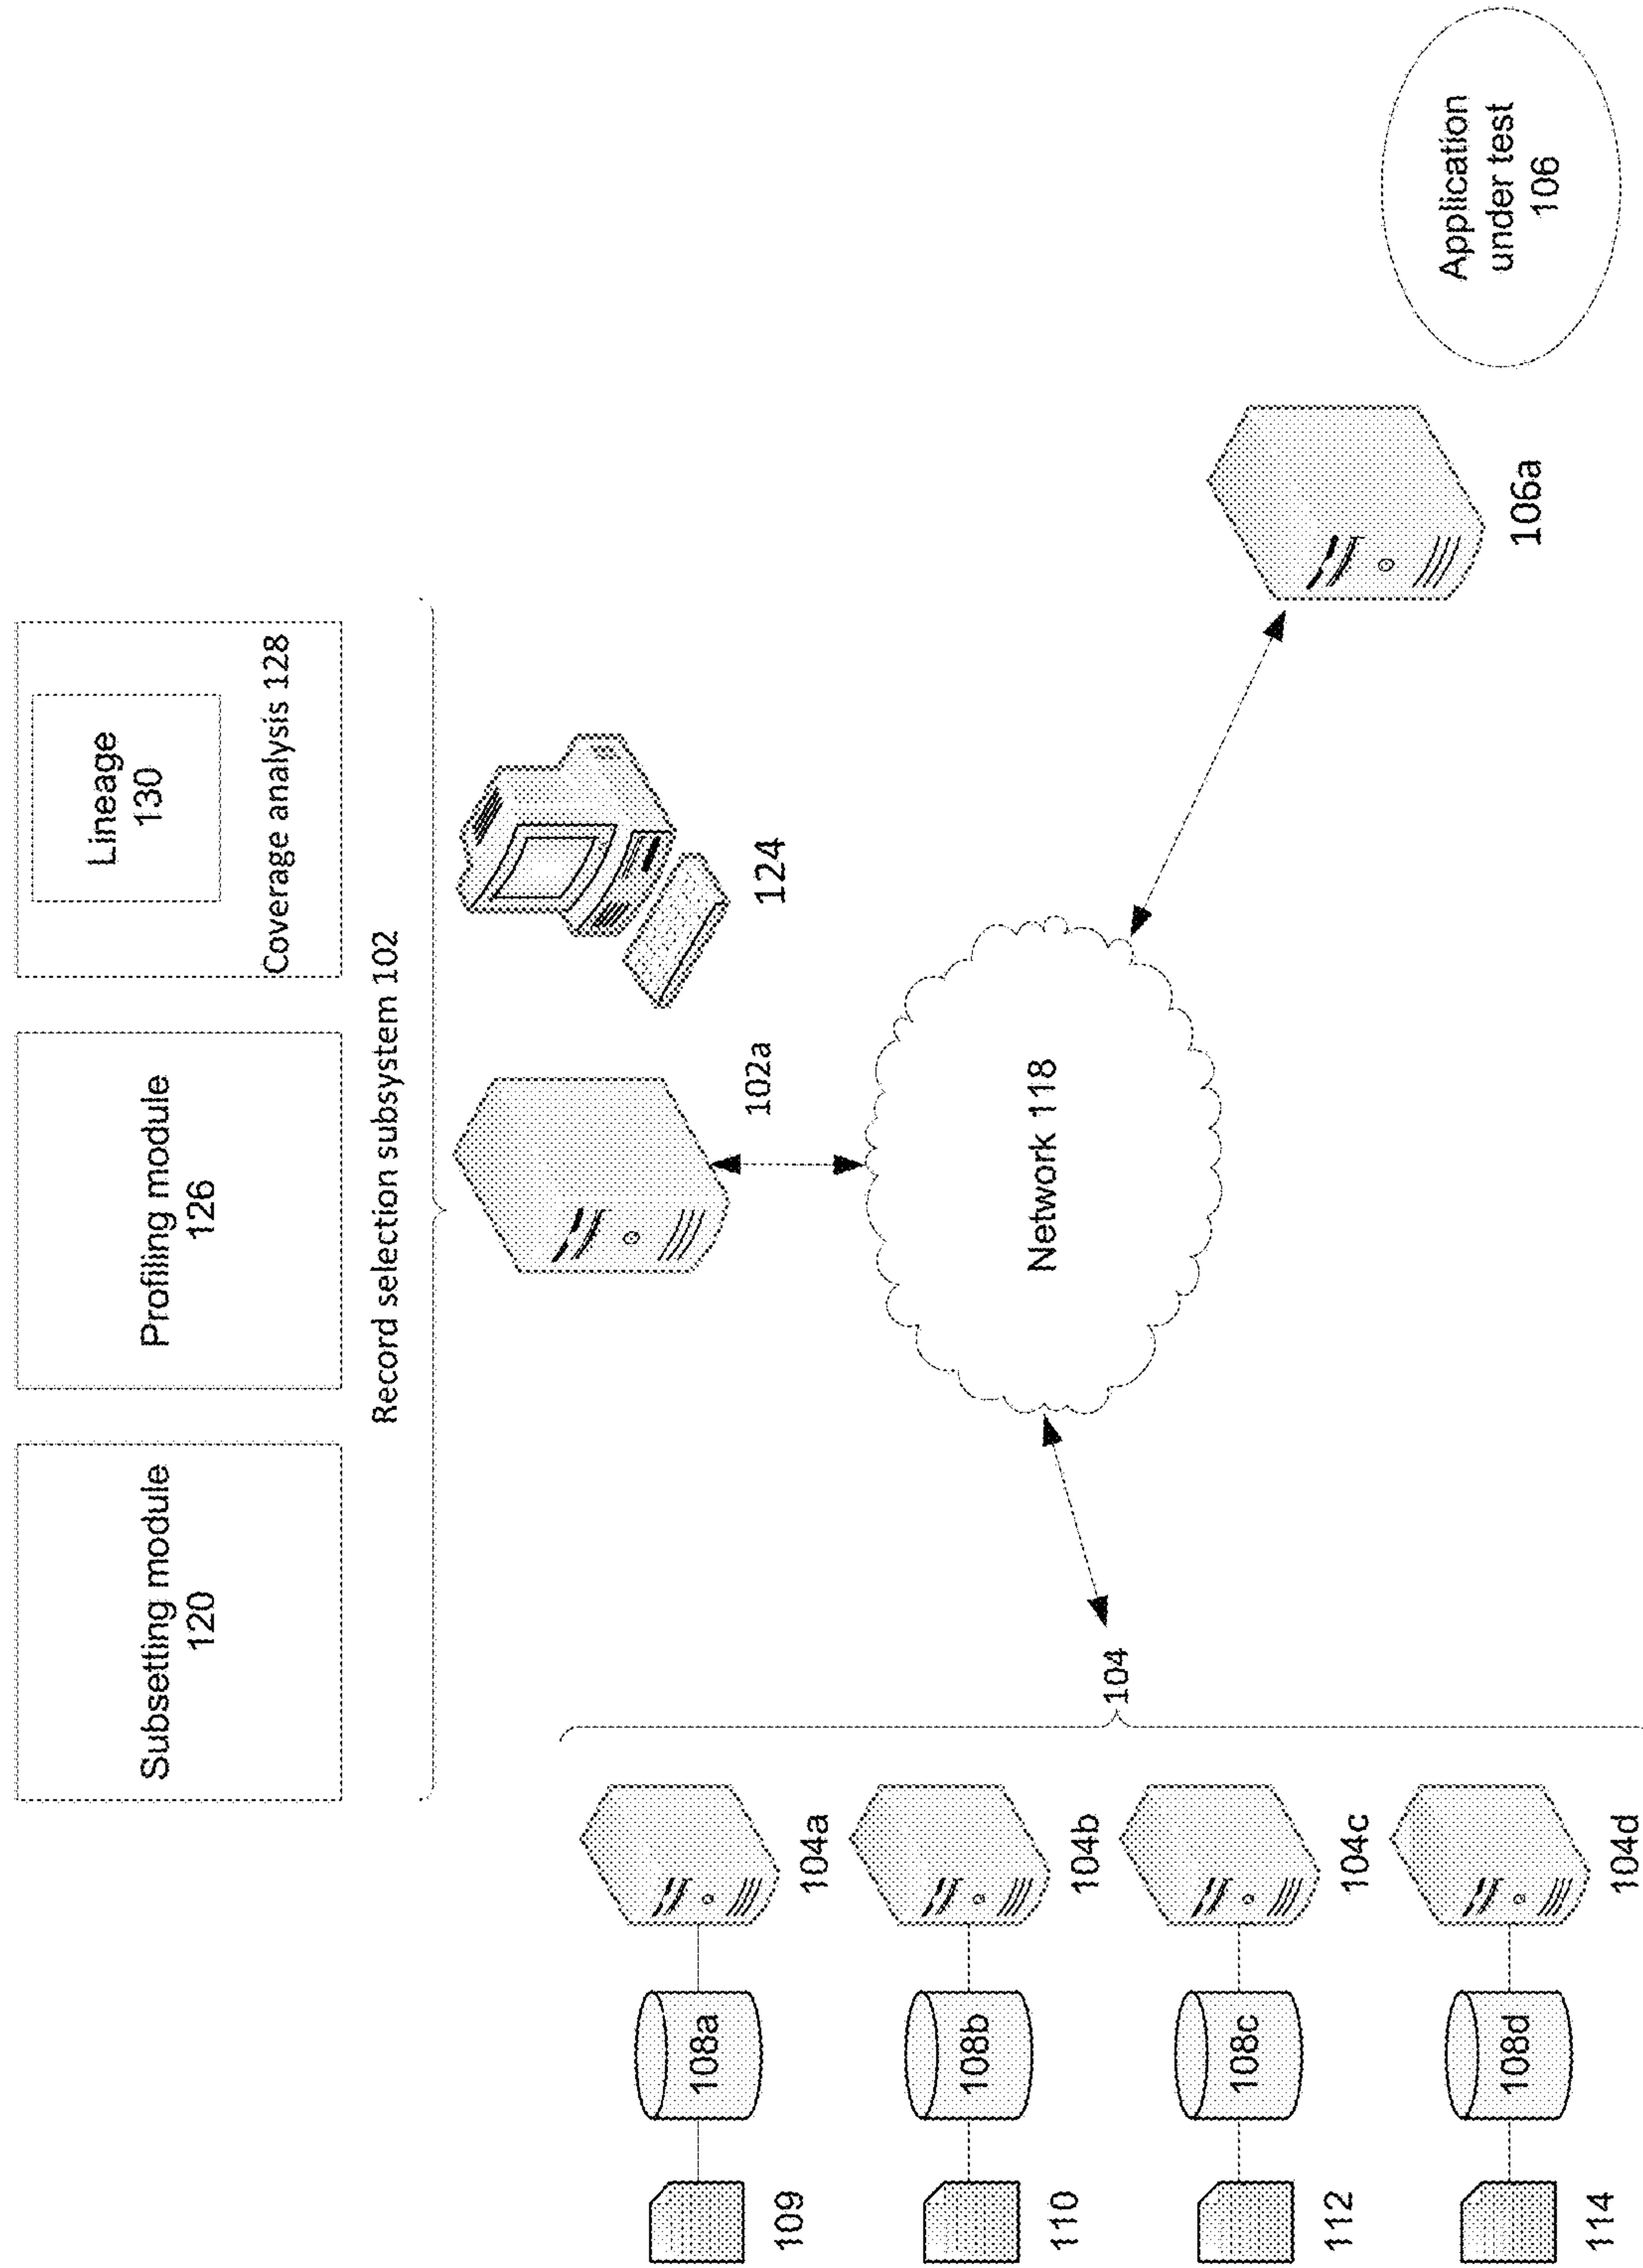 Subsetting module
120
Profiling module
126
Lineage
130
Coverage analysis 128
Record selection subsystem 102
102a
124
109
108a
104a
110
108b
104b
112
108c
104c
114
108d
104d
104
Network 118
106a
Application
under test
106